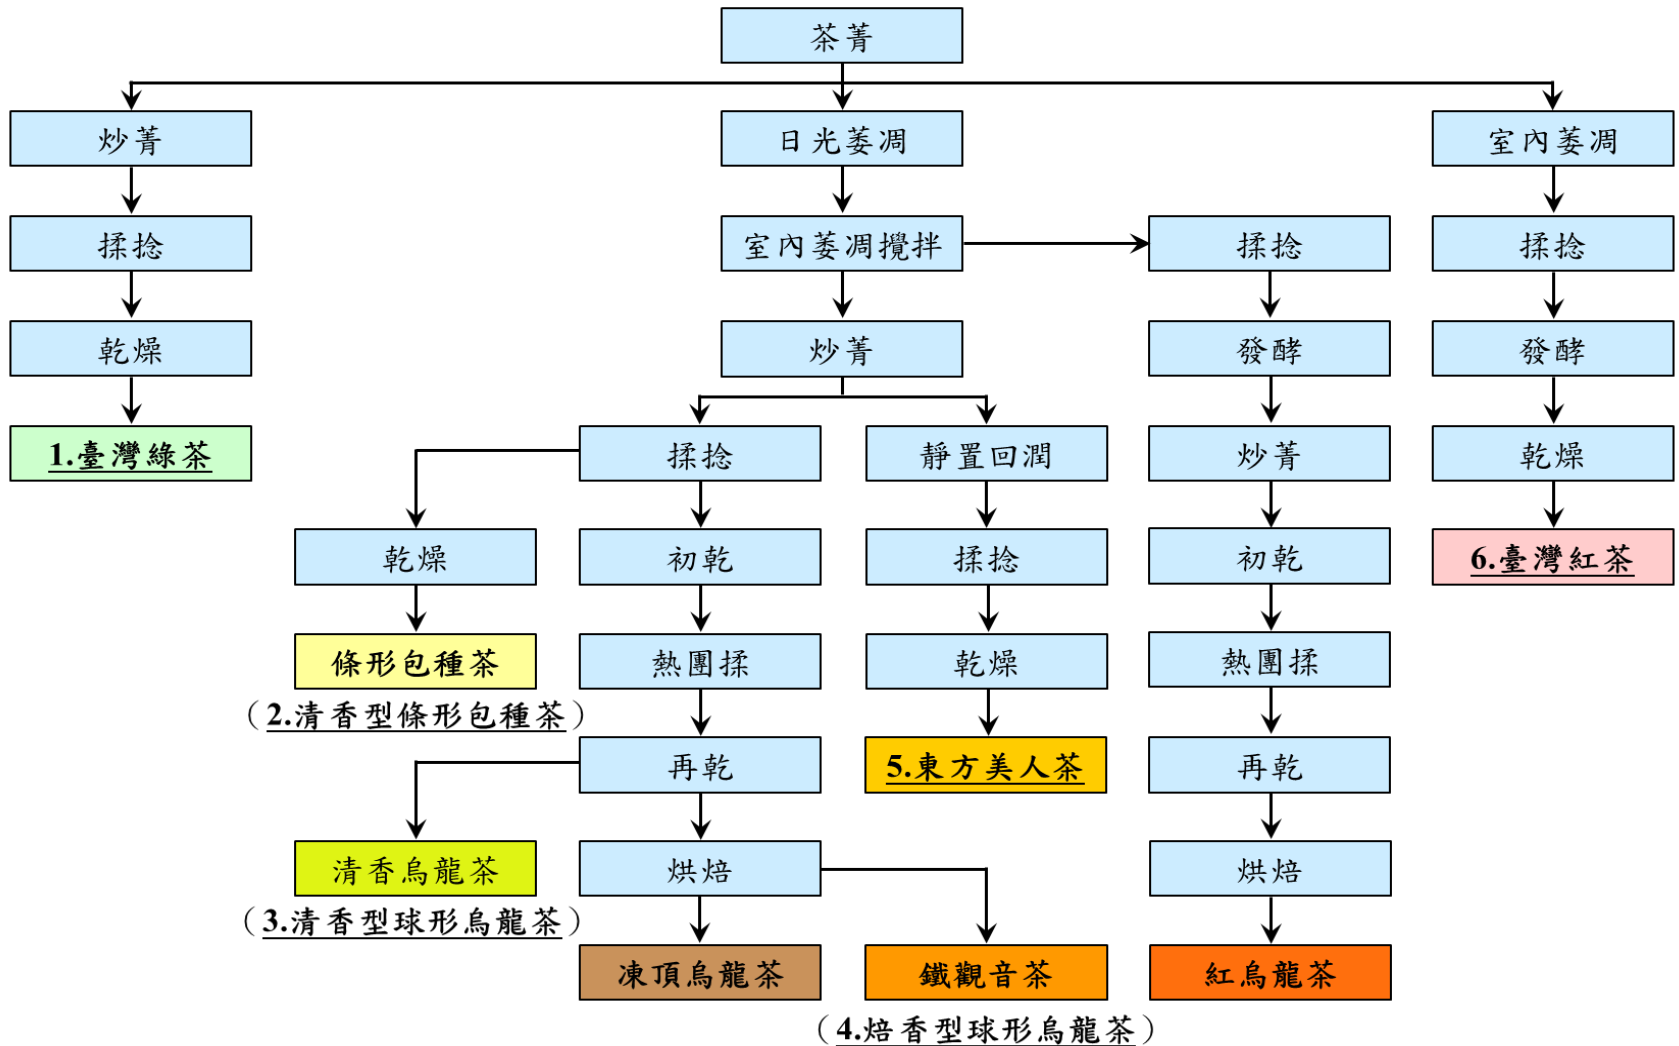 茶菁
炒菁
日光萎凋
室內萎凋
揉捻
室內萎凋攪拌
揉捻
揉捻
乾燥
炒菁
發酵
發酵
1.臺灣綠茶
揉捻
靜置回潤
炒菁
乾燥
乾燥
初乾
揉捻
初乾
6.臺灣紅茶
條形包種茶
熱團揉
乾燥
熱團揉
（2.清香型條形包種茶）
再乾
5.東方美人茶
再乾
清香烏龍茶
烘焙
烘焙
（3.清香型球形烏龍茶）
凍頂烏龍茶
鐵觀音茶
紅烏龍茶
（4.焙香型球形烏龍茶）